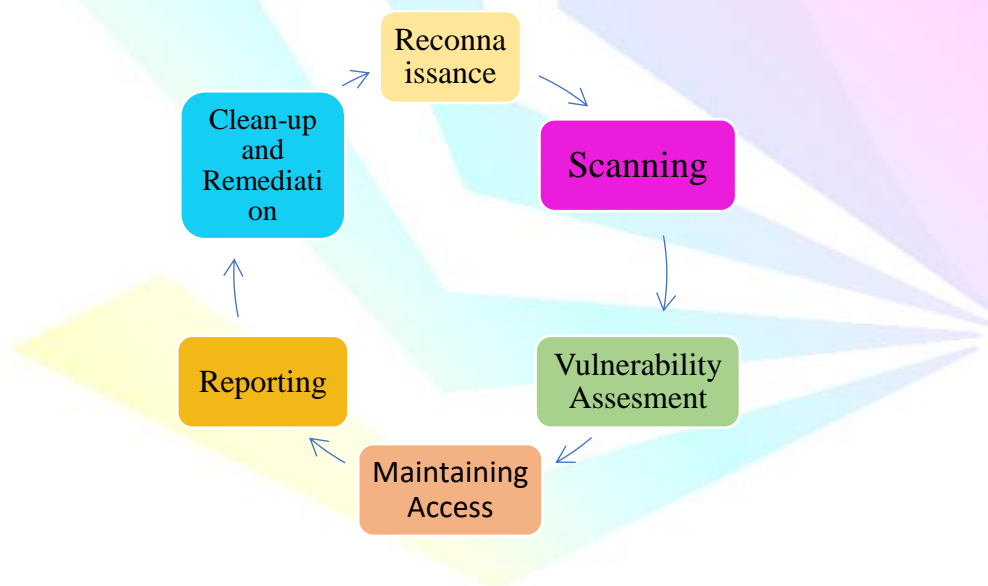 Reconna
issance
Scanning
Vulnerability
Assesment
Maintaining
Access
Reporting
Clean-up
and
Remediati
on